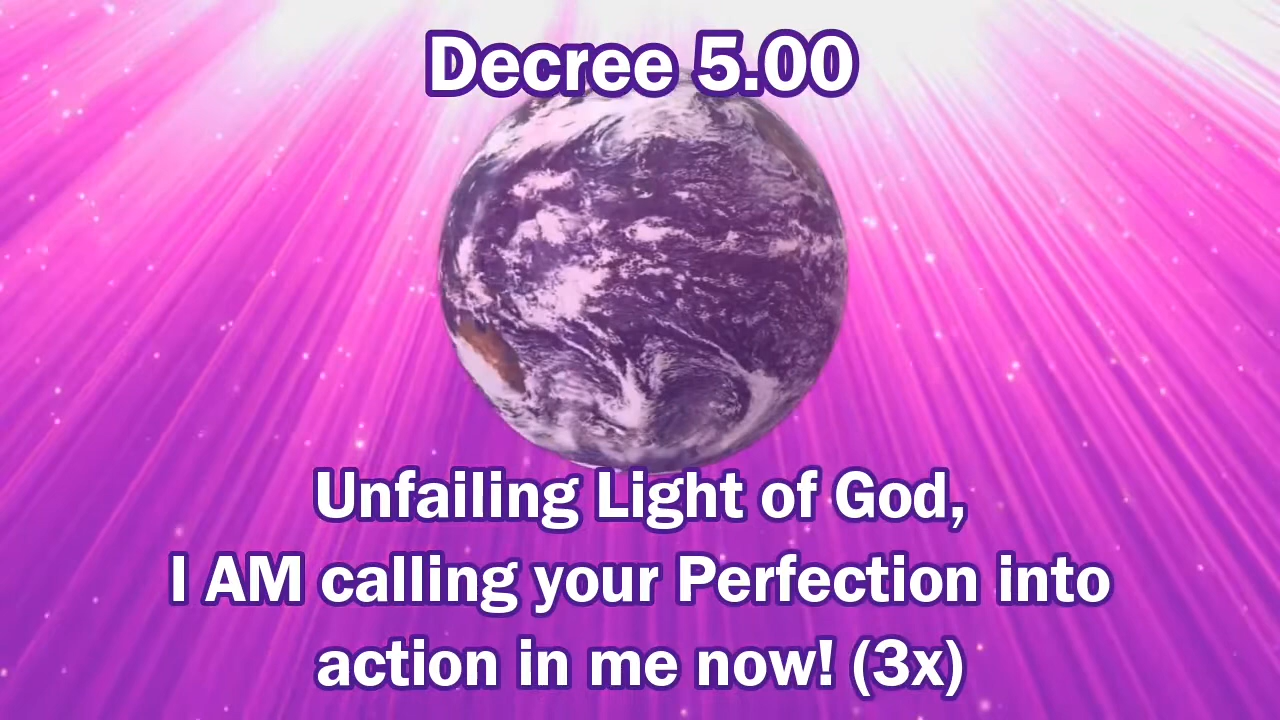 Decree 5.00
Unfailing Light of God,
I AM calling your Perfection into
action in me now! (3x)